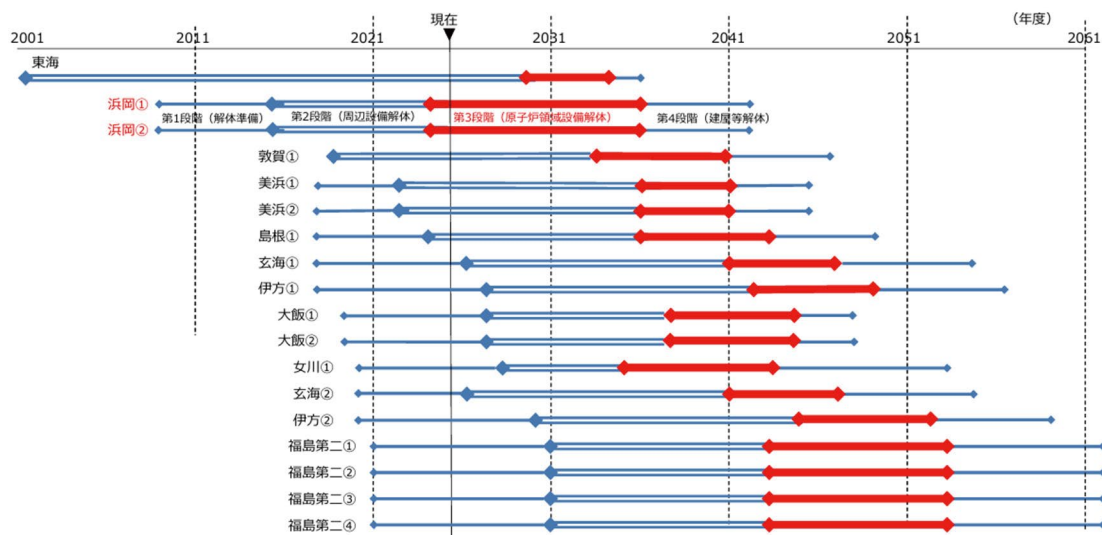 現在
（年度）
2001 2011 2021 2031 2041 2051 2061
東海
浜岡①
第1段階（解体準備） 第2段階（周辺設備解体） 第3段階（原子炉領域設備解体） 第4段階（建屋等解体）
浜岡②
敦賀①
美浜①
美浜②
島根①
玄海①
伊方①
大飯①
大飯②
女川①
玄海②
伊方②
福島第二①
福島第二②
福島第二③
福島第二④